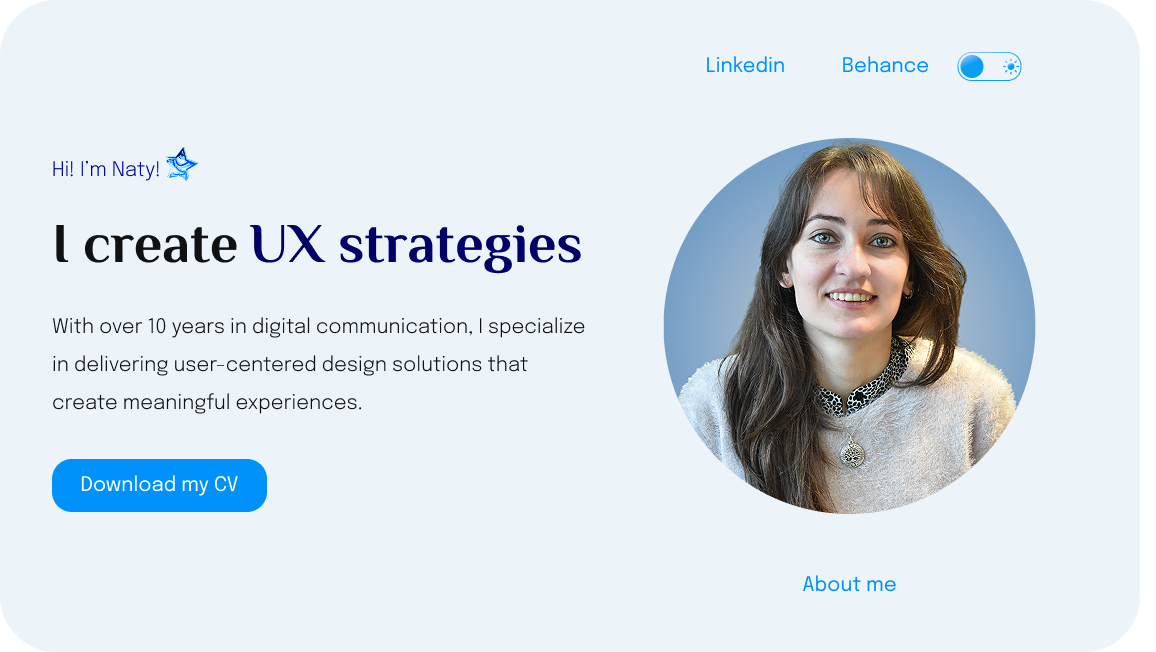 Linkedin
Behance
Hi! I’m Naty!
I create UX strategies
With over 10 years in digital communication, I specialize
in delivering user-centered design solutions that
create meaningful experiences.
Download my CV
About me